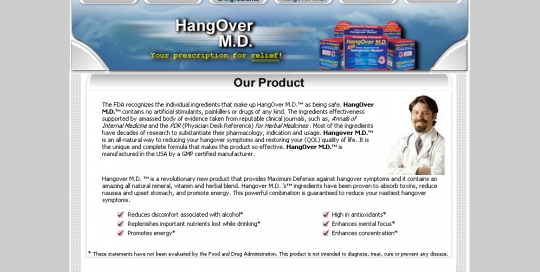 HangOver
M.D.
Your prescription for relief!
HangOver M.D.
Our Product
The FDA recognizes the individual ingredients that make up HangOver M.D.™ as being safe. HangOver
M.D.™ contains no artificial stimulants, painkillers or drugs of any kind. The ingredients effectiveness
supported by amassed body of evidence taken from reputable clinical journals, such as, Annals of
Internal Medicine and the PDR (Physician Desk Reference) for Herbal Medicines. Most of the ingredients
have decades of research to substantiate their pharmacology, indication and usage. Hangover M.D.™
is an all-natural way to reducing your hangover symptoms and restoring your (QOL) quality of life. It is
the unique and complete formula that makes this product so effective. HangOver M.D.™ is
manufactured in the USA by a GMP certified manufacturer.
Hangover M.D. ™ is a revolutionary new product that provides Maximum Defense against hangover symptoms and it contains an
amazing all natural mineral, vitamin and herbal blend. Hangover M.D. 's™ ingredients have been proven to absorb toxins, reduce
nausea and upset stomach, and promote energy. This powerful combination is guaranteed to reduce your nastiest hangover
symptoms.
Reduces discomfort associated with alcohol*
High in antioxidants*
Replenishes important nutrients lost while drinking*
Enhances mental focus*
Promotes energy*
Enhances concentration*
* These statements have not been evaluated by the Food and Drug Administration. This product is not intended to diagnose, treat, cure or prevent any disease.